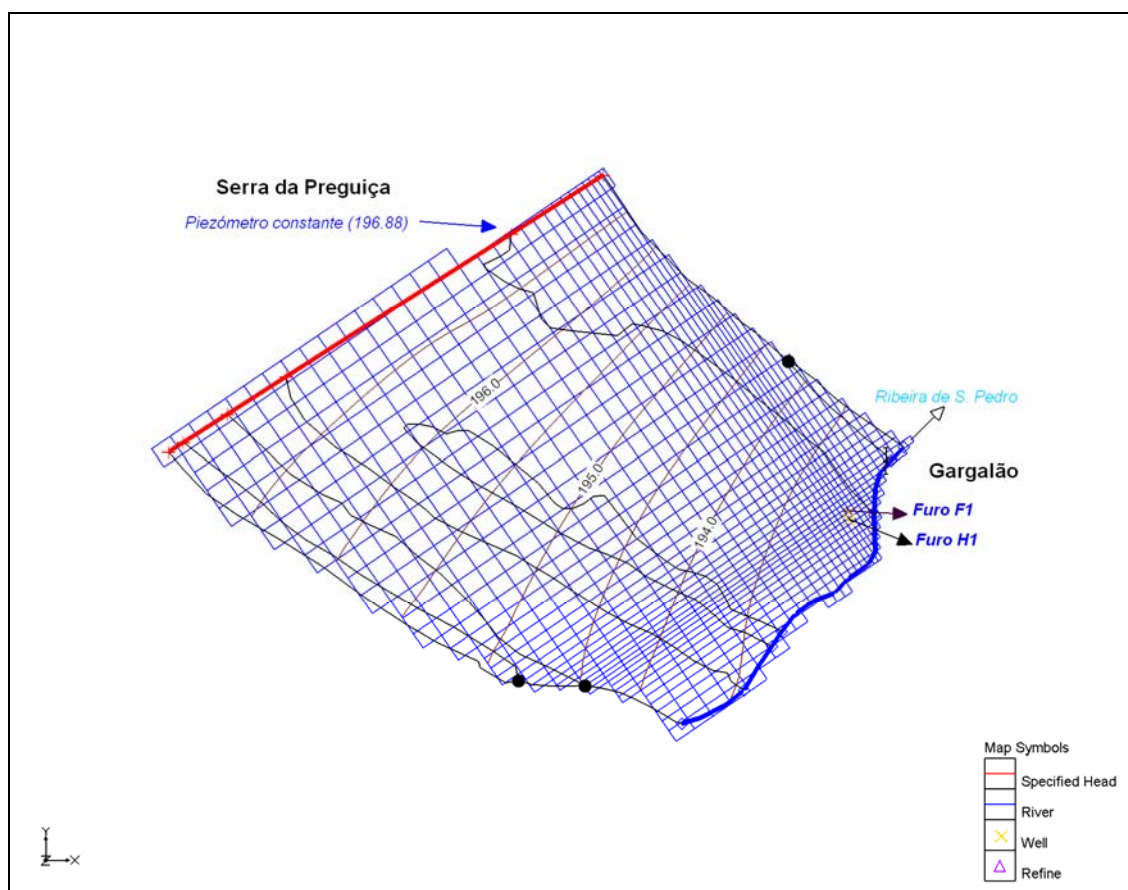 Serra da Preguiça
Piezómetro constante (196.88)
196.0
Ribeira de S. Pedro
195.0
Gargalão
Furo F1
194.0
Furo H1
Map Symbols
Specified Head
River
Well
Refine
Y
Z X